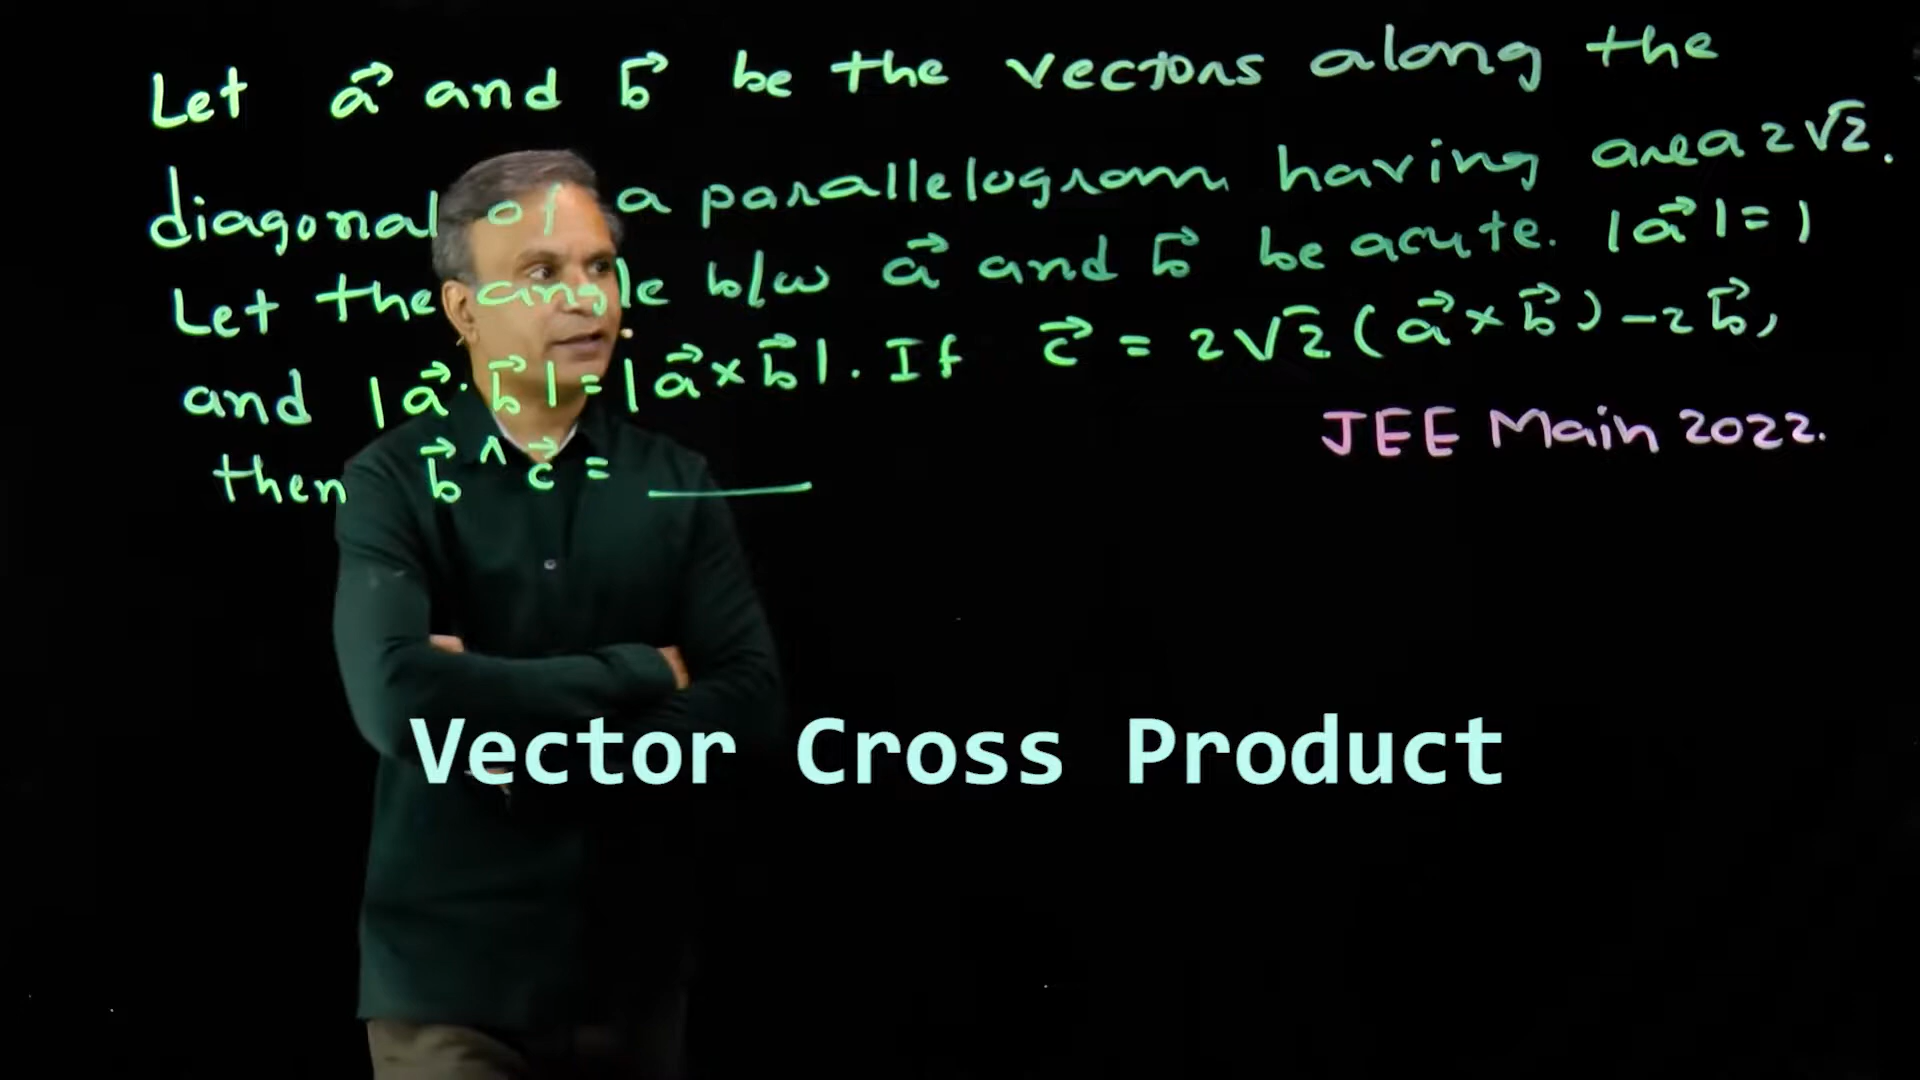 Let a⃗ and b⃗ be the vectors along the
diagonal of a parallelogram having area 2√2.
Let the angle b/w a⃗ and b⃗ be acute. |a⃗| = 1
and |a⃗·b⃗| = |a⃗×b⃗|. If c⃗ = 2√2(a⃗×b⃗)-2b⃗,
then b⃗ ^ c⃗ = ______
JEE Main 2022.
Vector Cross Product